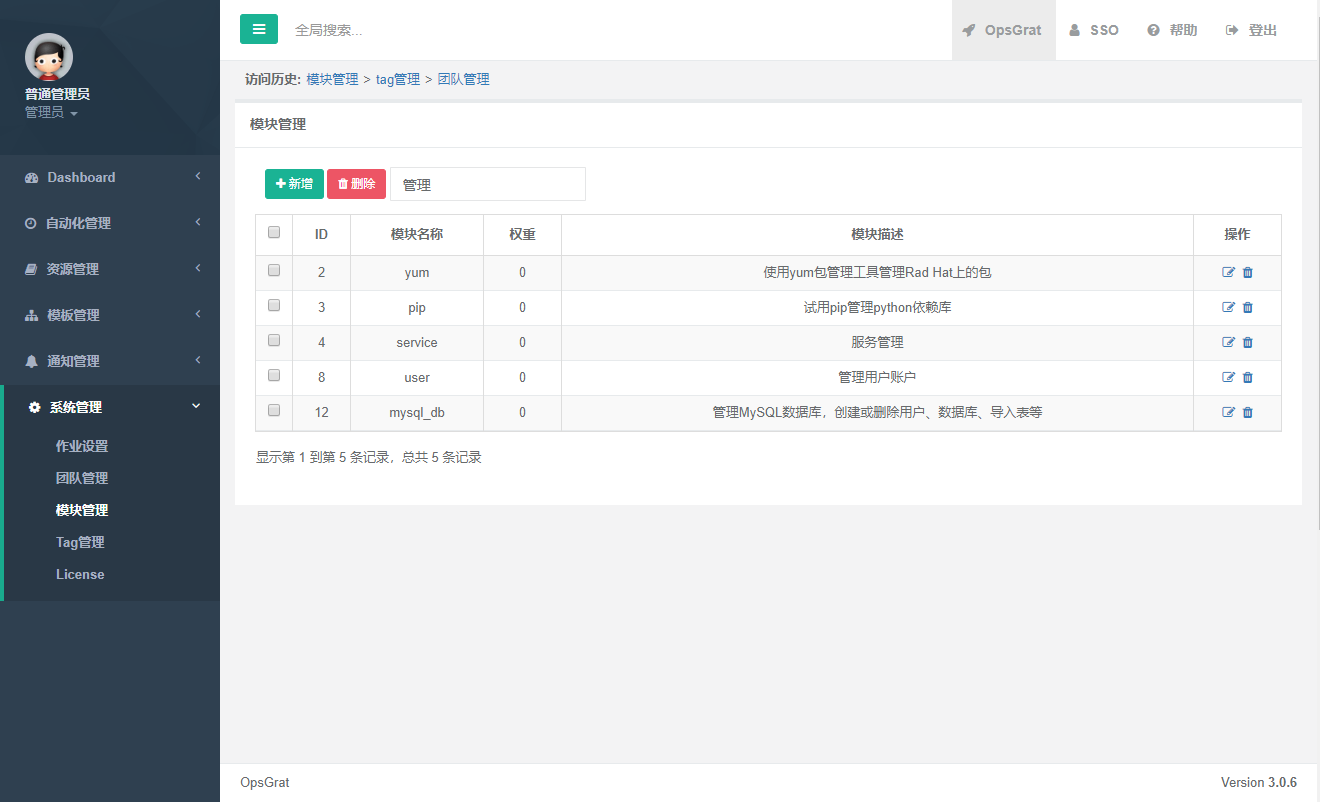 普通管理员
管理员
Dashboard
自动化管理
资源管理
模板管理
通知管理
系统管理
作业设置
团队管理
模块管理
Tag管理
License
全局搜索...
OpsGrat SSO 帮助 登出
访问历史: 模块管理 > tag管理 > 团队管理
模块管理
新增 删除 管理
ID 模块名称 权重 模块描述 操作
2 yum 0 使用yum包管理工具管理Rad Hat上的包
3 pip 0 试用pip管理python依赖库
4 service 0 服务管理
8 user 0 管理用户账户
12 mysql_db 0 管理MySQL数据库，创建或删除用户、数据库、导入表等
显示第 1 到第 5 条记录，总共 5 条记录
OpsGrat Version 3.0.6